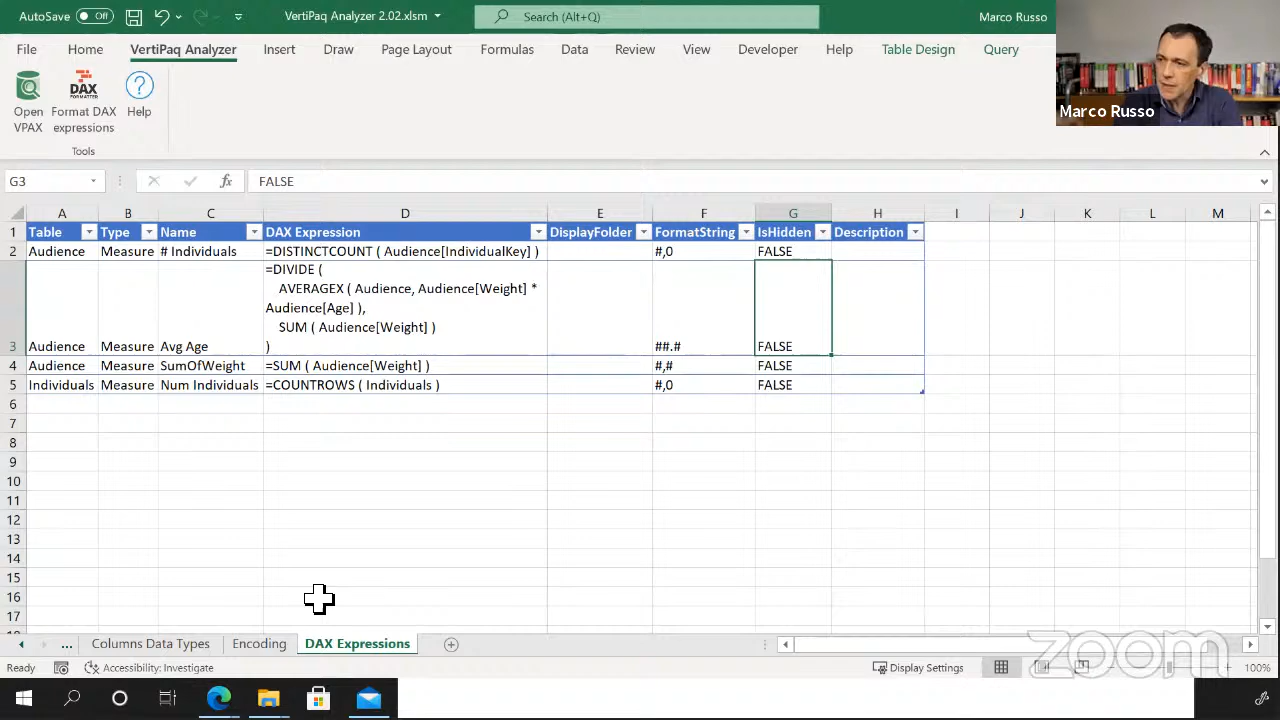 AutoSave Off VertiPaq Analyzer 2.02.xlsm Search (Alt+Q) Marco Russo
File Home VertiPaq Analyzer Insert Draw Page Layout Formulas Data Review View Developer Help Table Design Query
Open VPAX
Format DAX expressions
Help
DAX
FORMATTER
Tools
Marco Russo
G3 fx FALSE
A B C D E F G H I J K L M
1 Table Type Name DAX Expression DisplayFolder FormatString IsHidden Description
2 Audience Measure # Individuals =DISTINCTCOUNT ( Audience[IndividualKey] ) #,0 FALSE
=DIVIDE (
AVERAGEX ( Audience, Audience[Weight] *
Audience[Age] ),
SUM ( Audience[Weight] )
3 Audience Measure Avg Age ) ##.# FALSE
4 Audience Measure SumOfWeight =SUM ( Audience[Weight] ) #,# FALSE
5 Individuals Measure Num Individuals =COUNTROWS ( Individuals ) #,0 FALSE
6
7
8
9
10
11
12
13
14
15
16
17
... Columns Data Types Encoding DAX Expressions
Ready Accessibility: Investigate Display Settings 100%
zoom